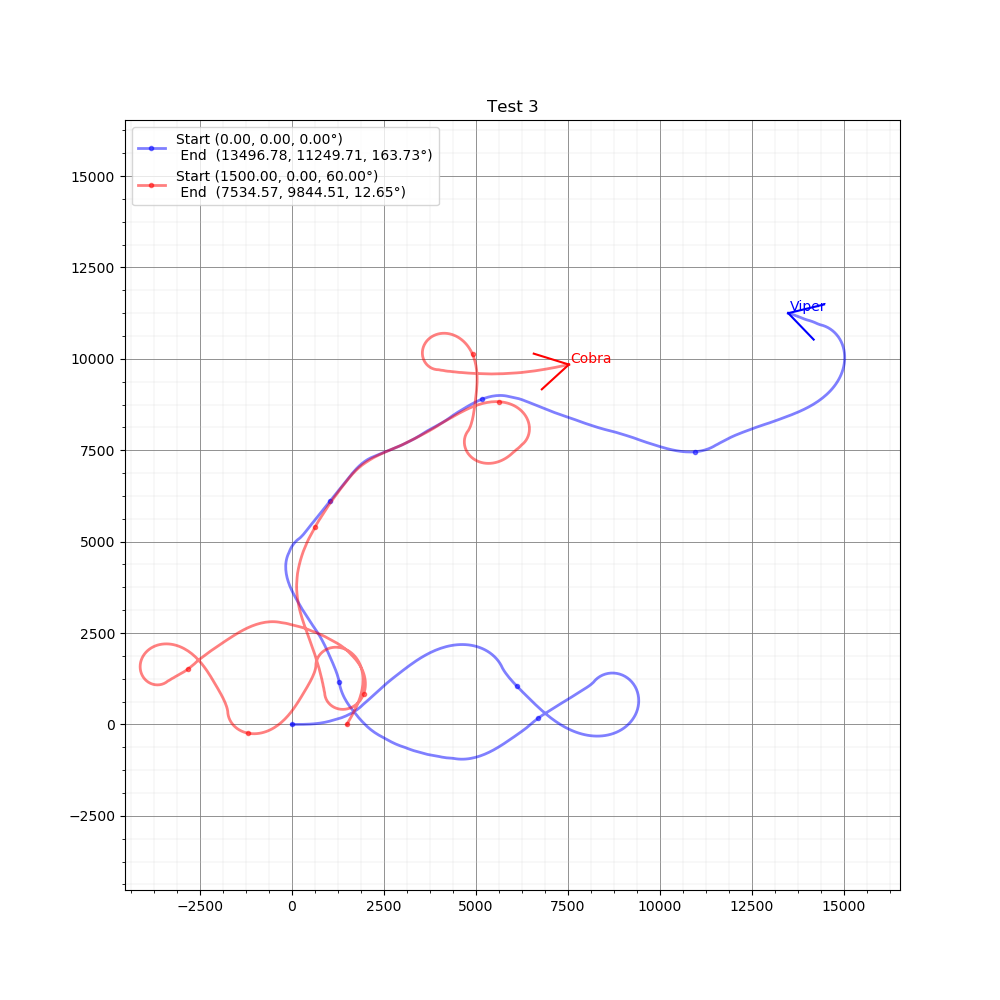 Test 3
Start (0.00, 0.00, 0.00°)
End (13496.78, 11249.71, 163.73°)
Start (1500.00, 0.00, 60.00°)
End (7534.57, 9844.51, 12.65°)
15000
12500
10000
7500
5000
2500
0
−2500
Viper
Cobra
−2500 0 2500 5000 7500 10000 12500 15000